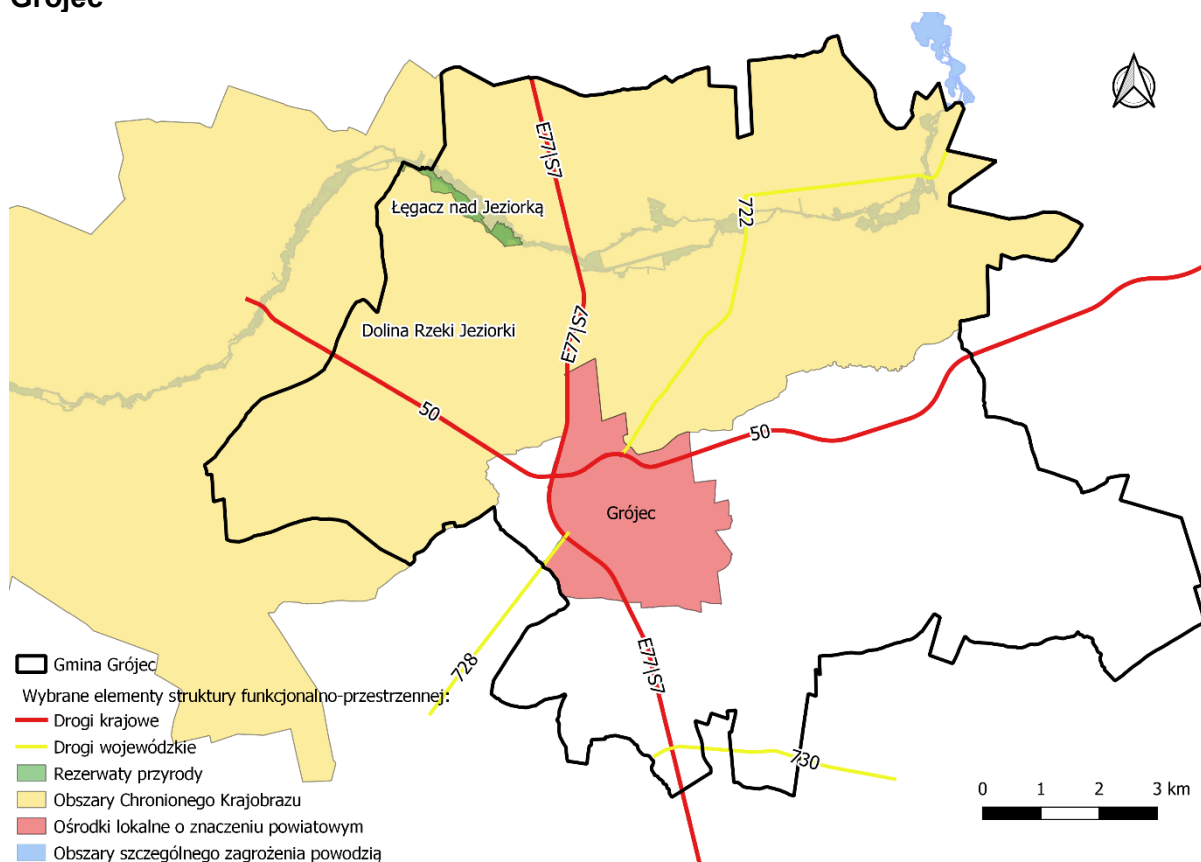 Grójec
E77|S7
722
Łęgacz nad Jeziorką
E77|S7
Dolina Rzeki Jeziorki
50
50
Grójec
728
E77|S7
730
Gmina Grójec
Wybrane elementy struktury funkcjonalno-przestrzennej:
Drogi krajowe
Drogi wojewódzkie
Rezerwaty przyrody
Obszary Chronionego Krajobrazu
Ośrodki lokalne o znaczeniu powiatowym
Obszary szczególnego zagrożenia powodzią
0 1 2 3 km